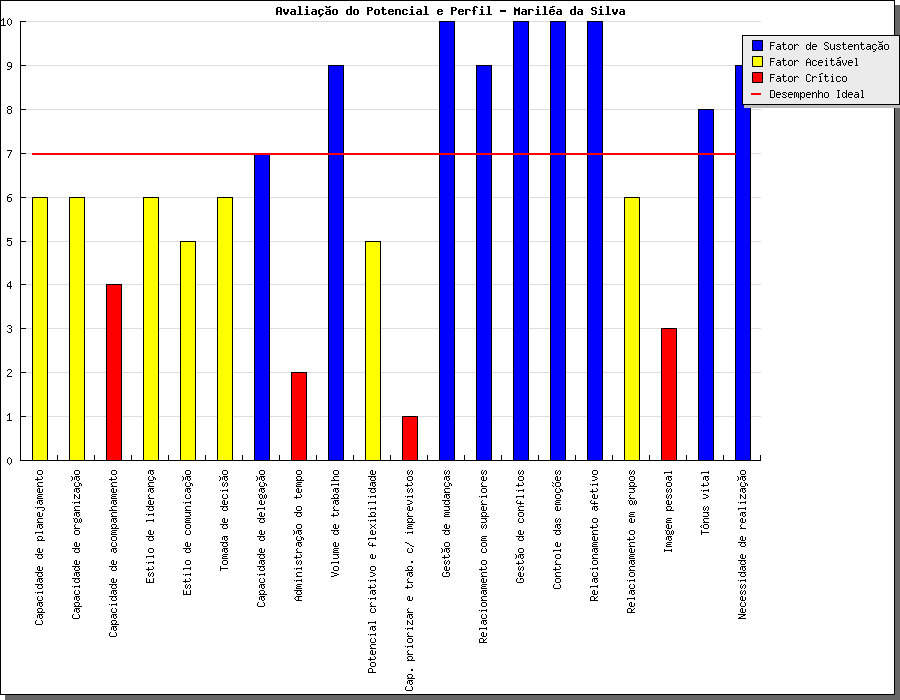 Avaliação do Potencial e Perfil - Mariléa da Silva
Fator de Sustentação
Fator Aceitável
Fator Crítico
Desempenho Ideal
10
9
8
7
6
5
4
3
2
1
0
Capacidade de planejamento
Capacidade de organização
Capacidade de acompanhamento
Estilo de liderança
Estilo de comunicação
Tomada de decisão
Capacidade de delegação
Administração do tempo
Volume de trabalho
Potencial criativo e flexibilidade
Cap. priorizar e trab. c/ imprevistos
Gestão de mudanças
Relacionamento com superiores
Gestão de conflitos
Controle das emoções
Relacionamento afetivo
Relacionamento em grupos
Imagem pessoal
Tônus vital
Necessidade de realização